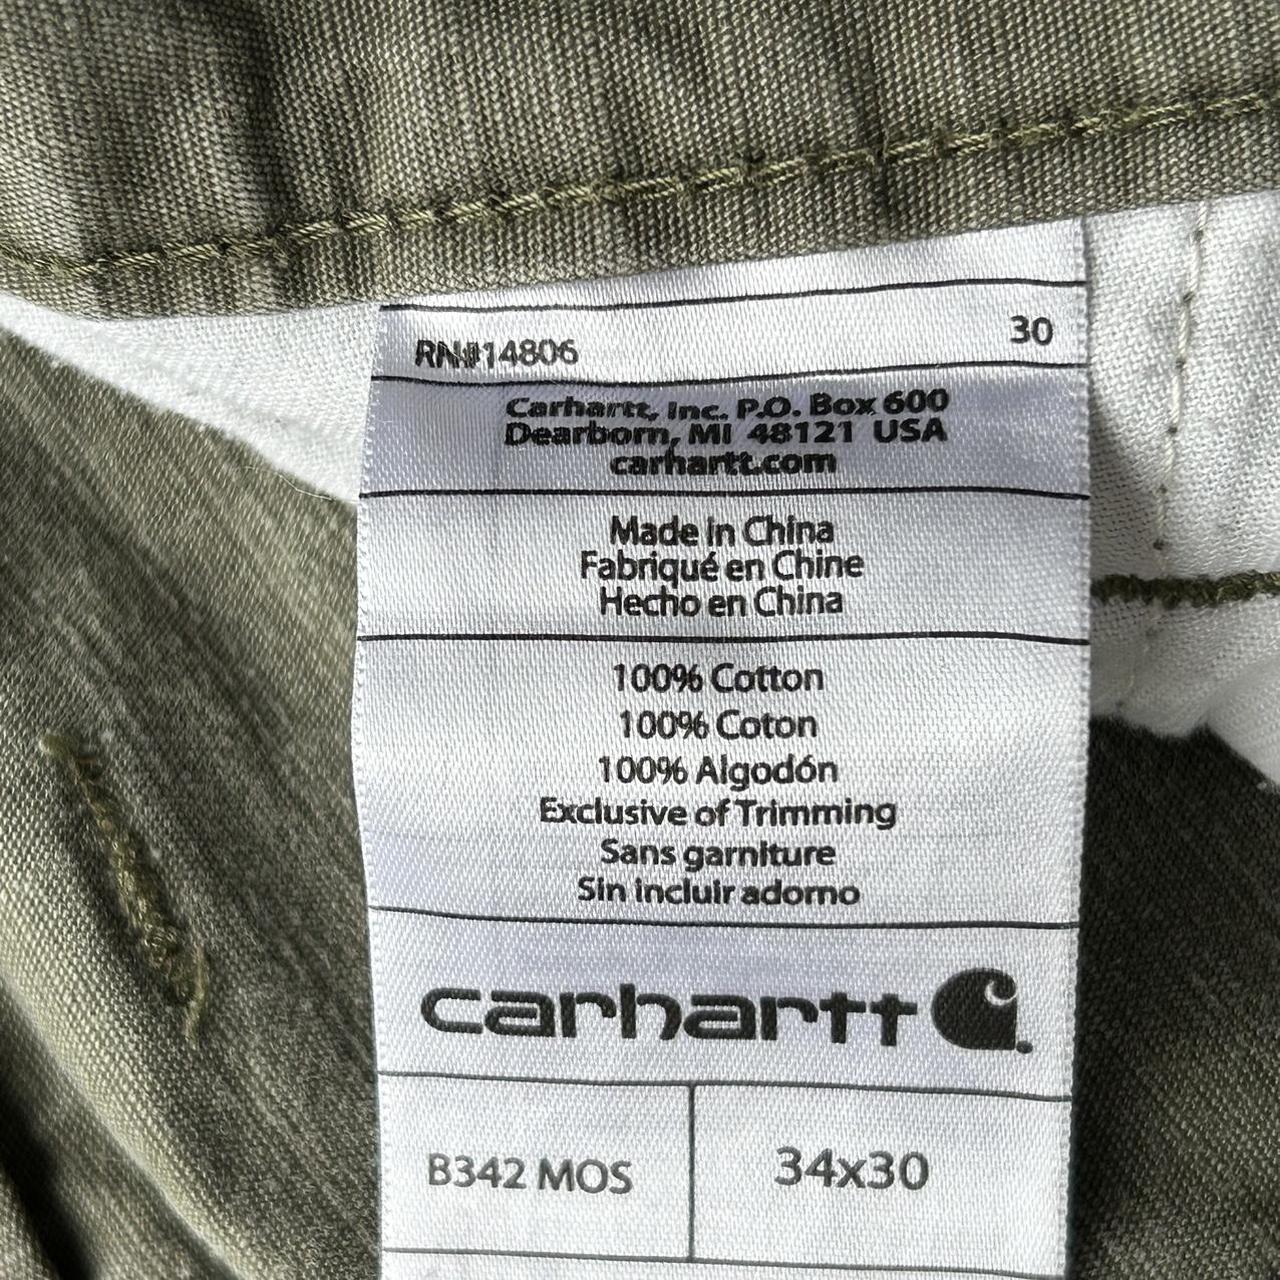 RN#14806 30
Carhartt, Inc. P.O. Box 600
Dearborn, MI 48121 USA
carhartt.com
Made in China
Fabriqué en Chine
Hecho en China
100% Cotton
100% Coton
100% Algodón
Exclusive of Trimming
Sans garniture
Sin incluir adorno
carhartt
B342 MOS 34x30